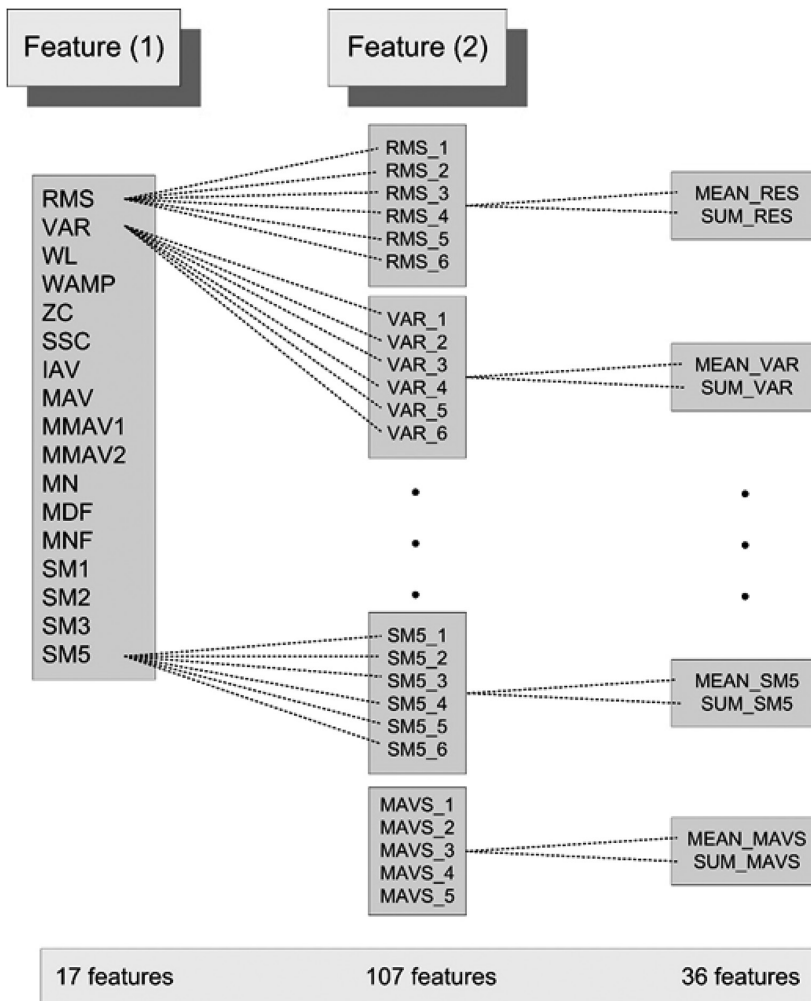 Feature (1)
Feature (2)
RMS
VAR
WL
WAMP
ZC
SSC
IAV
MAV
MMAV1
MMAV2
MN
MDF
MNF
SM1
SM2
SM3
SM5
RMS_1
RMS_2
RMS_3
RMS_4
RMS_5
RMS_6
VAR_1
VAR_2
VAR_3
VAR_4
VAR_5
VAR_6
SM5_1
SM5_2
SM5_3
SM5_4
SM5_5
SM5_6
MAVS_1
MAVS_2
MAVS_3
MAVS_4
MAVS_5
MEAN_RES
SUM_RES
MEAN_VAR
SUM_VAR
MEAN_SM5
SUM_SM5
MEAN_MAVS
SUM_MAVS
17 features
107 features
36 features